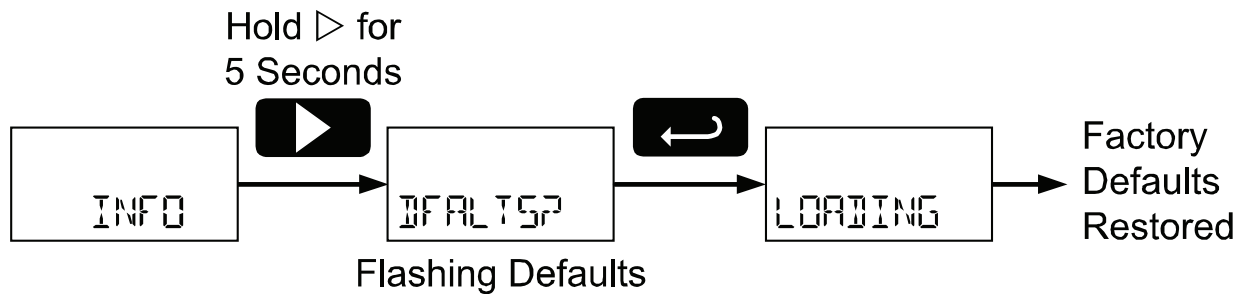 Hold ▷ for
5 Seconds
INFO
DFALTS?
LOADING
Factory
Defaults
Restored
Flashing Defaults